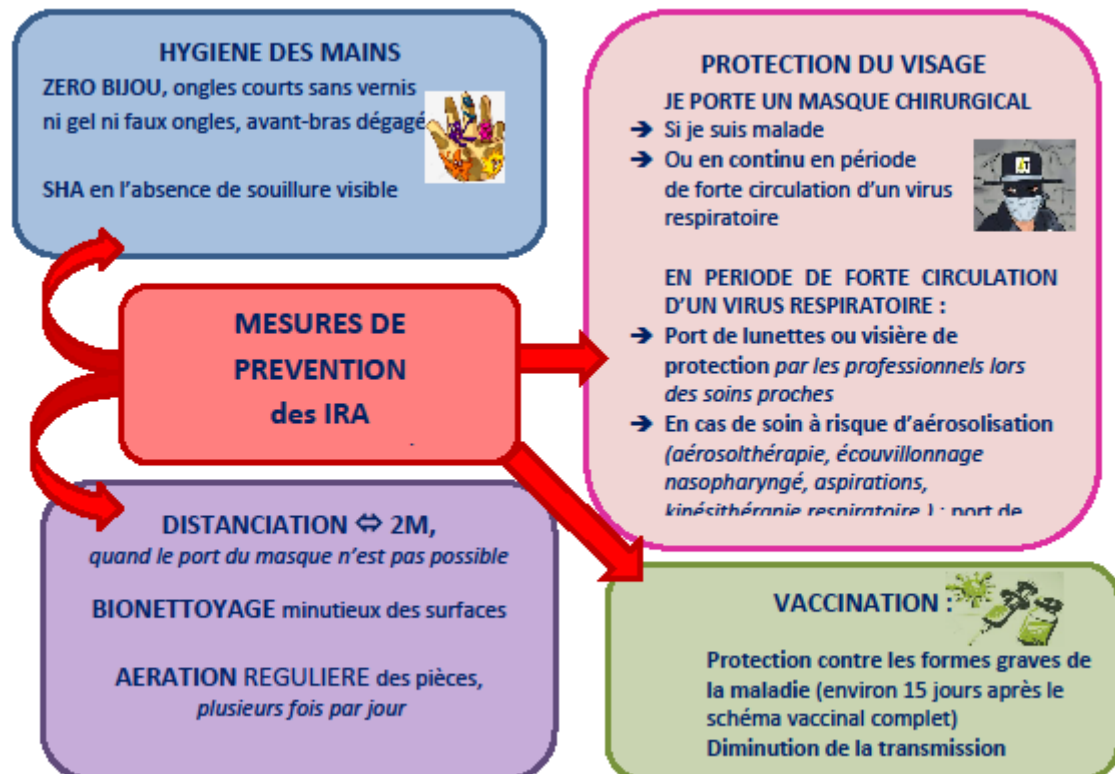 HYGIENE DES MAINS
ZERO BIJOU, ongles courts sans vernis
ni gel ni faux ongles, avant-bras dégagé
SHA en l'absence de souillure visible
PROTECTION DU VISAGE
JE PORTE UN MASQUE CHIRURGICAL
➔ Si je suis malade
➔ Ou en continu en période
de forte circulation d'un virus
respiratoire
EN PERIODE DE FORTE CIRCULATION
D'UN VIRUS RESPIRATOIRE :
➔ Port de lunettes ou visière de
protection par les professionnels lors
des soins proches
➔ En cas de soin à risque d'aérosolisation
(aérosolthérapie, écouvillonnage
nasopharyngé, aspirations,
kinésithérapie respiratoire ) : port de
MESURES DE
PREVENTION
des IRA
DISTANCIATION ⇔ 2M,
quand le port du masque n'est pas possible
BIONETTOYAGE minutieux des surfaces
AERATION REGULIERE des pièces,
plusieurs fois par jour
VACCINATION :
Protection contre les formes graves de
la maladie (environ 15 jours après le
schéma vaccinal complet)
Diminution de la transmission